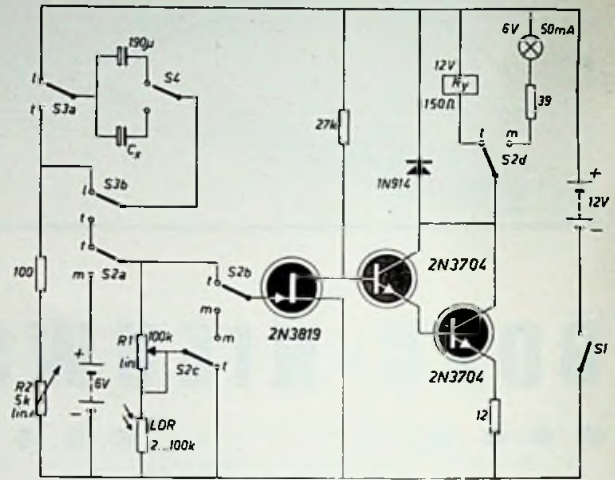 190μ
S4
l
t
S3a
Cx
S3b
l
t
t
S2a
m
100
R2
5k
lin.
+
6V
-
R1
100k
lin
S2c
m
t
LDR
2...100k
t
S2b
m
2N3819
27k
1N914
12V
Ry
150Ω
6V
50mA
39
t
m
S2d
2N3704
2N3704
12
+
12V
-
S1